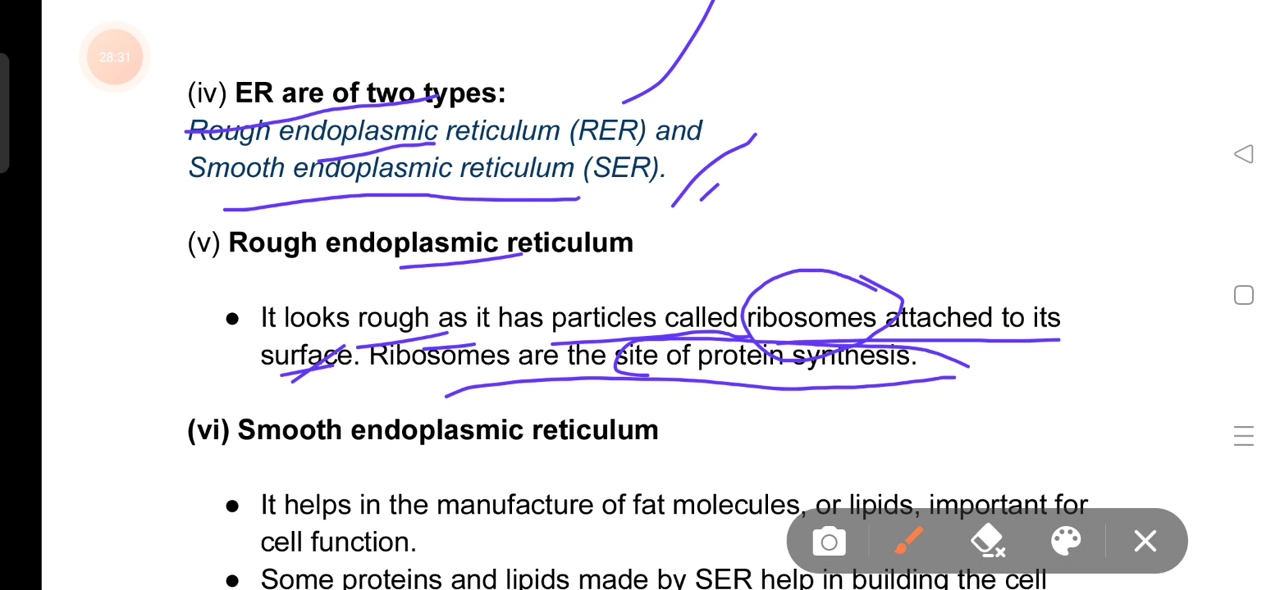 28:31
(iv) ER are of two types:
Rough endoplasmic reticulum (RER) and
Smooth endoplasmic reticulum (SER).
(v) Rough endoplasmic reticulum
● It looks rough as it has particles called ribosomes attached to its
surface. Ribosomes are the site of protein synthesis.
(vi) Smooth endoplasmic reticulum
● It helps in the manufacture of fat molecules, or lipids, important for
cell function.
● Some proteins and lipids made by SER help in building the cell